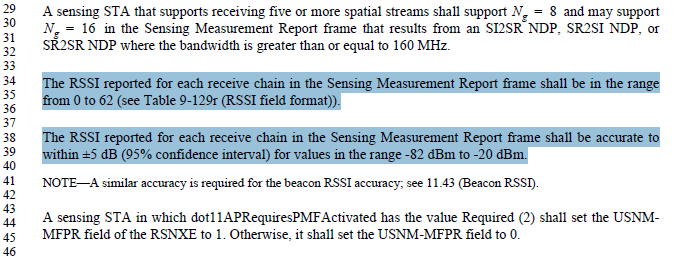 29 A sensing STA that supports receiving five or more spatial streams shall support Ng = 8 and may support
30 Ng = 16 in the Sensing Measurement Report frame that results from an SI2SR NDP, SR2SI NDP, or
31 SR2SR NDP where the bandwidth is greater than or equal to 160 MHz.
32
33
34 The RSSI reported for each receive chain in the Sensing Measurement Report frame shall be in the range
35 from 0 to 62 (see Table 9-129r (RSSI field format)).
36
37
38 The RSSI reported for each receive chain in the Sensing Measurement Report frame shall be accurate to
39 within ±5 dB (95% confidence interval) for values in the range -82 dBm to -20 dBm.
40
41 NOTE—A similar accuracy is required for the beacon RSSI accuracy; see 11.43 (Beacon RSSI).
42
43
44 A sensing STA in which dot11APRequiresPMFActivated has the value Required (2) shall set the USNM-
45 MFPR field of the RSNXE to 1. Otherwise, it shall set the USNM-MFPR field to 0.
46